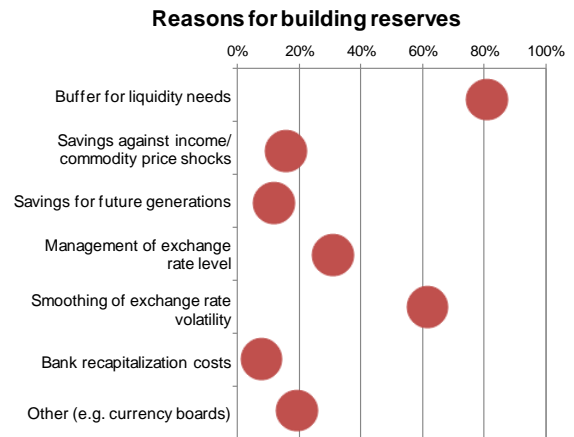 Reasons for building reserves
0% 20% 40% 60% 80% 100%
Buffer for liquidity needs
Savings against income/
commodity price shocks
Savings for future generations
Management of exchange
rate level
Smoothing of exchange rate
volatility
Bank recapitalization costs
Other (e.g. currency boards)